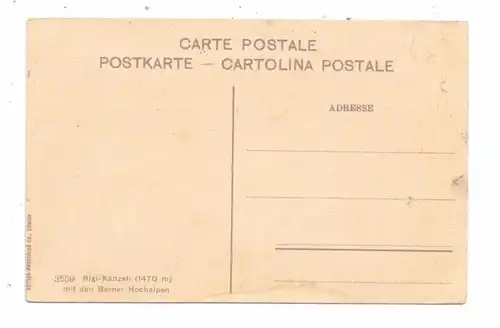 CARTE POSTALE
POSTKARTE — CARTOLINA POSTALE
ADRESSE
3509 Rigi-Känzeli (1470 m)
mit den Berner Hochalpen